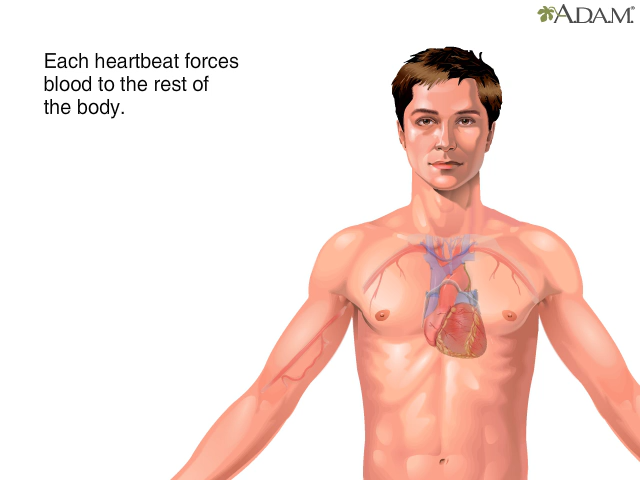 A.D.A.M.®
Each heartbeat forces
blood to the rest of
the body.